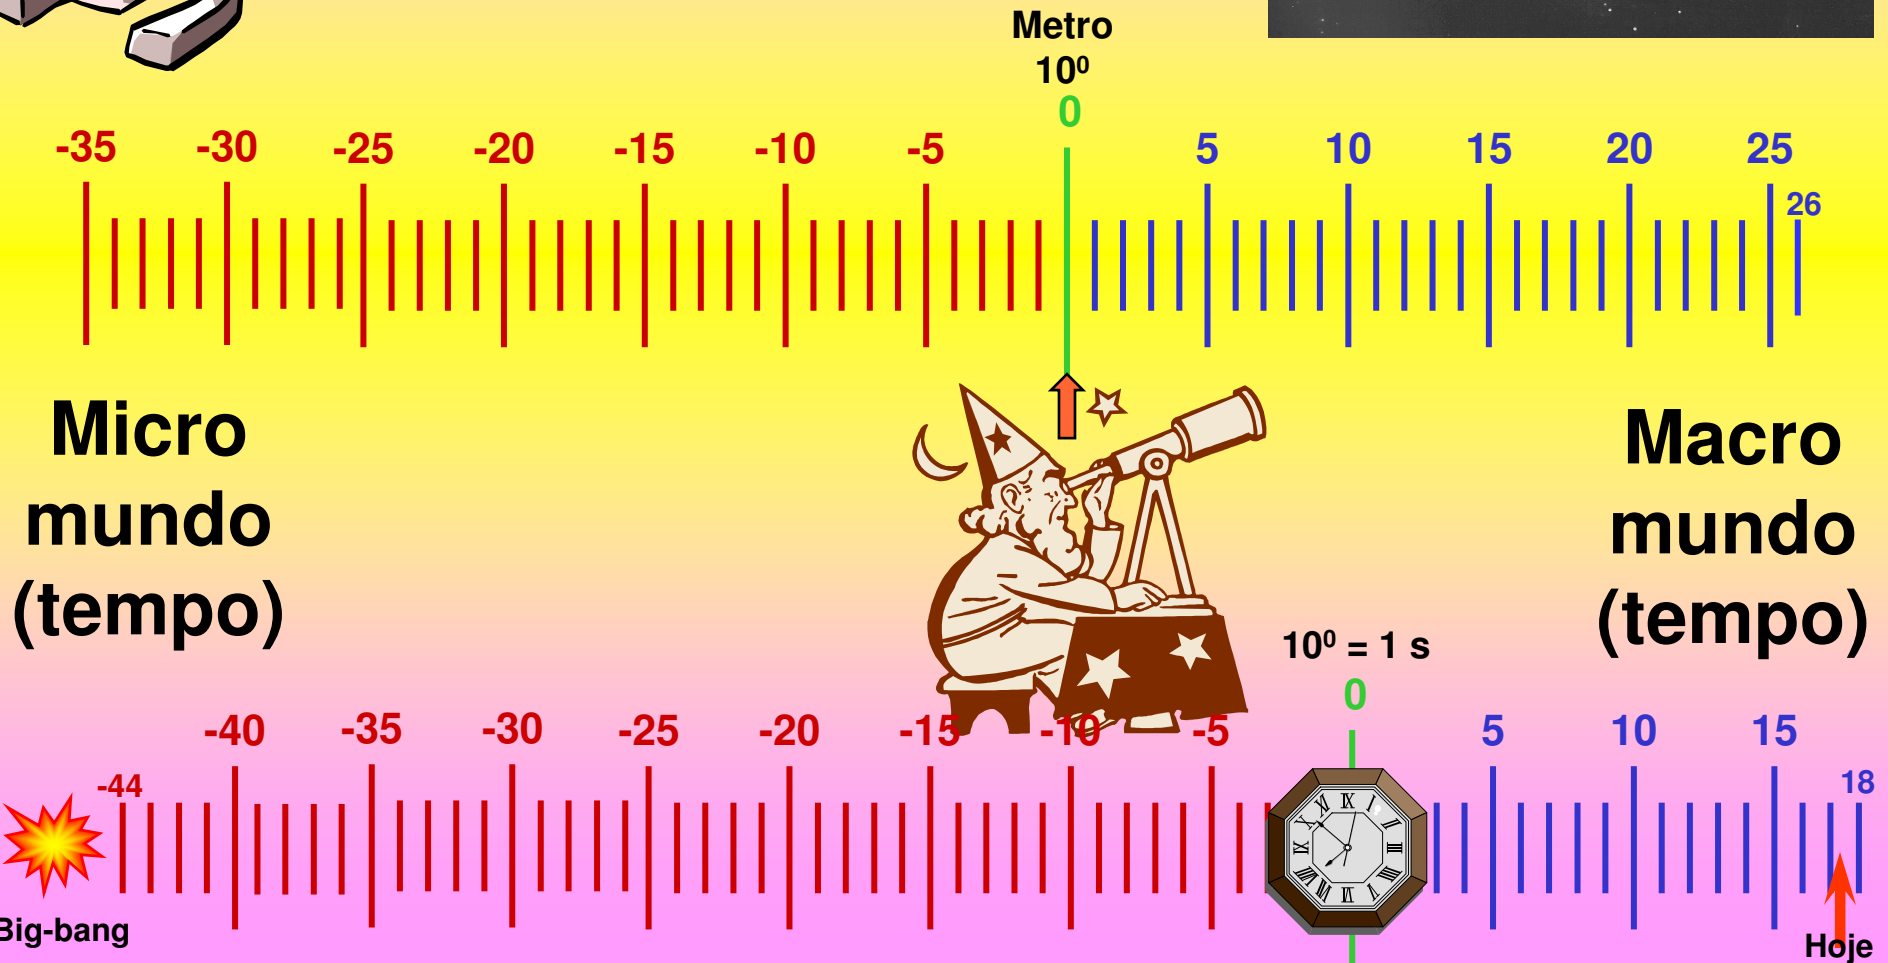 Metro
10⁰
0
-35 -30 -25 -20 -15 -10 -5 5 10 15 20 25
26
Micro
mundo
(tempo)
Macro
mundo
(tempo)
10⁰ = 1 s
0
-40 -35 -30 -25 -20 -15 -10 -5 5 10 15
-44 18
Big-bang
Hoje